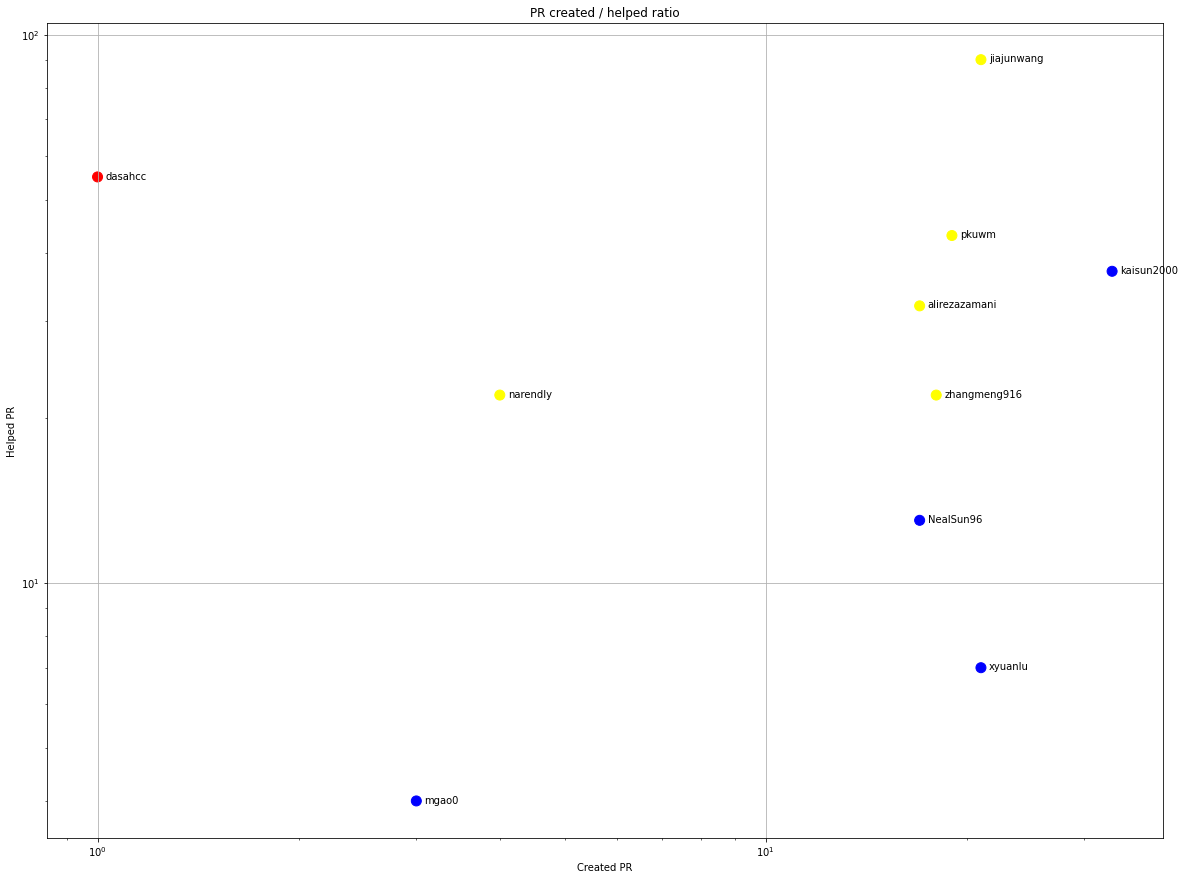 PR created / helped ratio
10²
jiajunwang
dasahcc
pkuwm
kaisun2000
alirezazamani
narendly
zhangmeng916
Helped PR
NealSun96
10¹
xyuanlu
mgao0
10⁰
10¹
Created PR